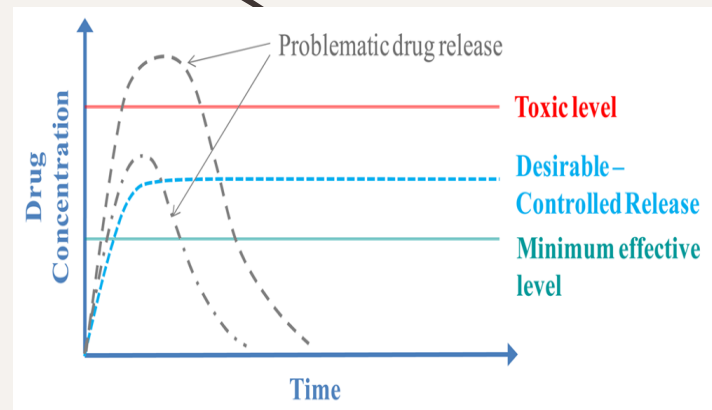 Problematic drug release
Toxic level
Desirable –
Controlled Release
Minimum effective
level
Drug
Concentration
Time